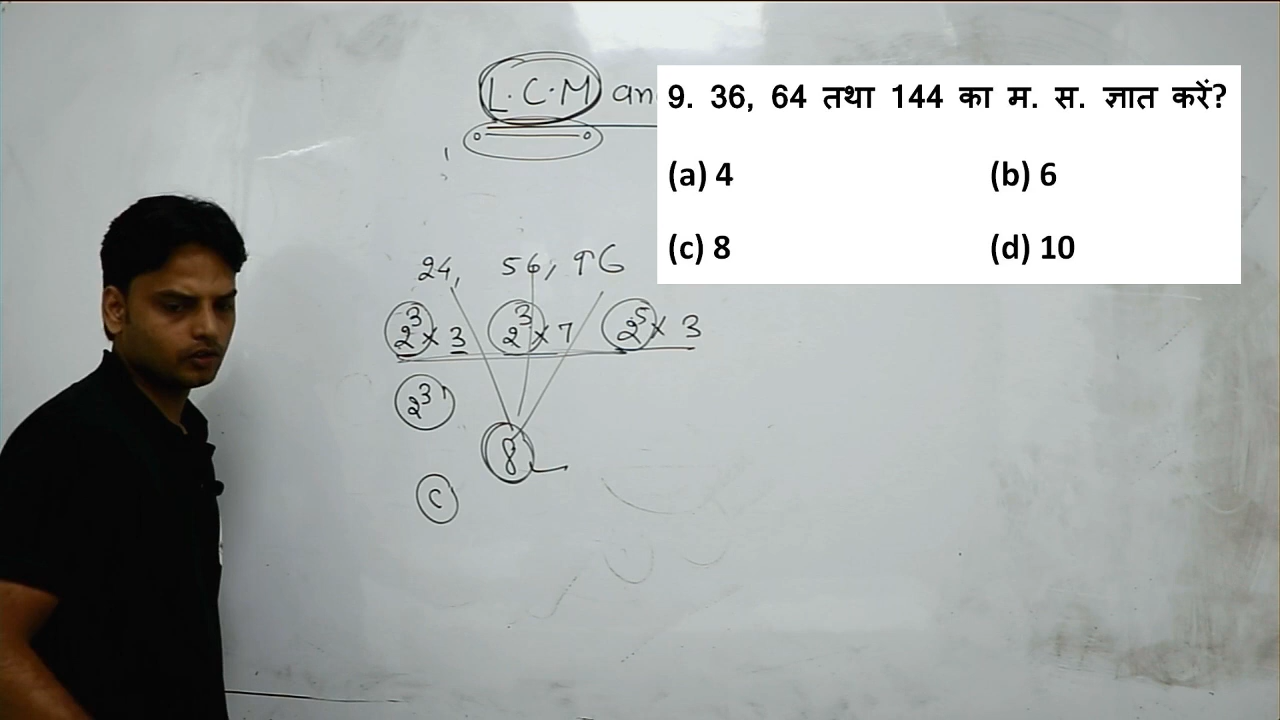 L.C.M an
9. 36, 64 तथा 144 का म. स. ज्ञात करें?
(a) 4 (b) 6
(c) 8 (d) 10
24, 56, 96
2³ × 3 2³ × 7 2⁵ × 3
2³
8
C